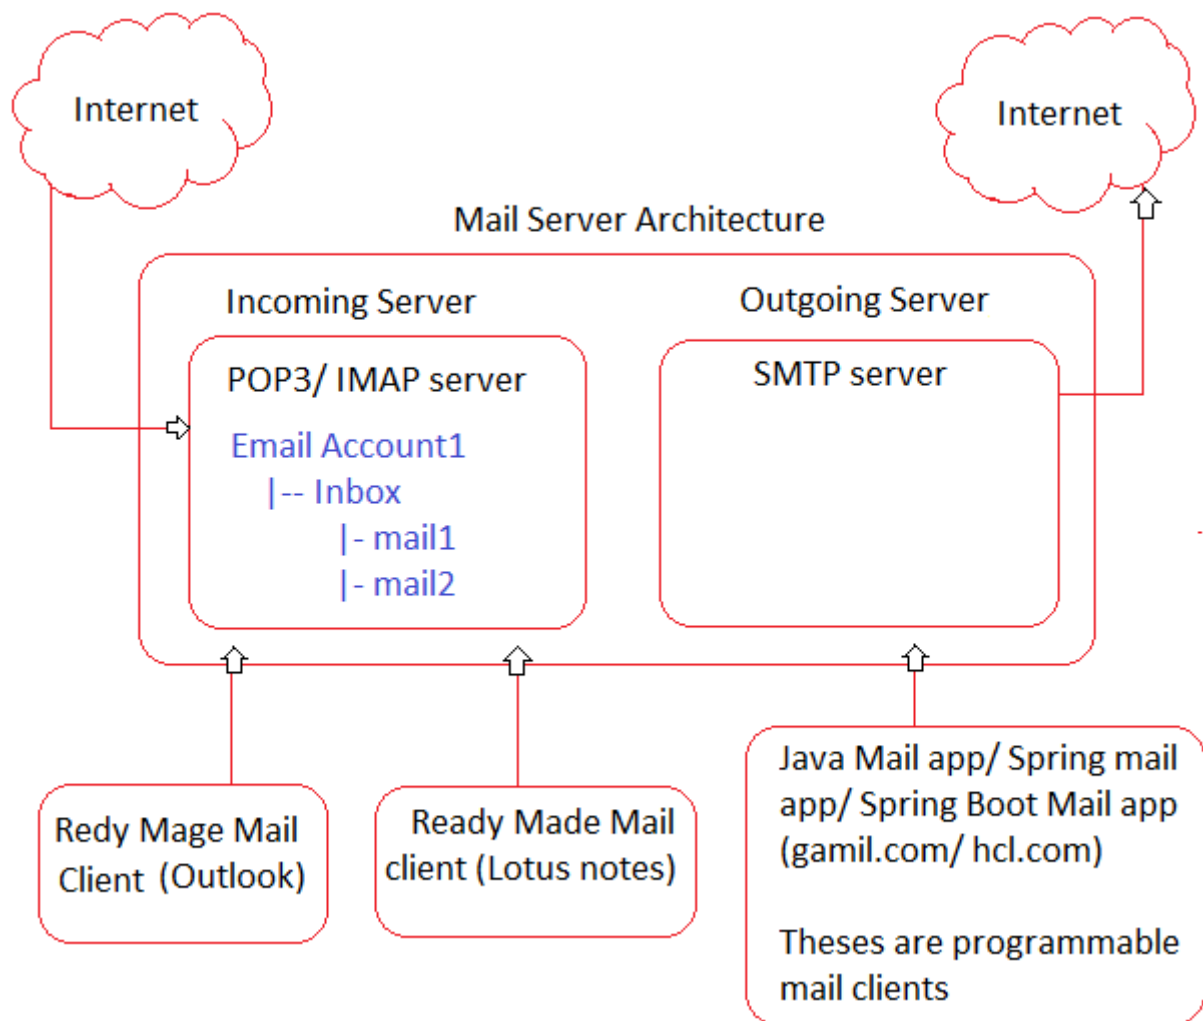 Internet
Internet
Mail Server Architecture
Incoming Server
Outgoing Server
POP3/ IMAP server
Email Account1
|-- Inbox
|- mail1
|- mail2
SMTP server
Redy Mage Mail
Client (Outlook)
Ready Made Mail
client (Lotus notes)
Java Mail app/ Spring mail
app/ Spring Boot Mail app
(gamil.com/ hcl.com)
Theses are programmable
mail clients